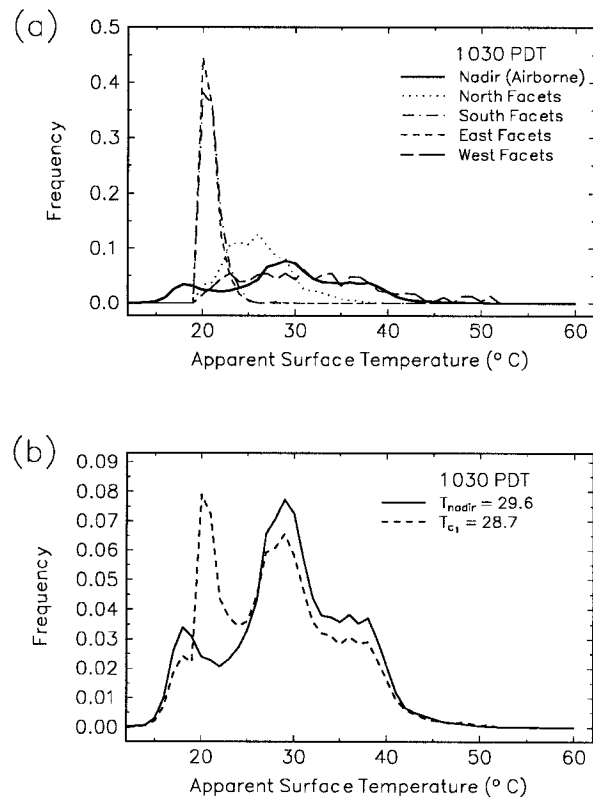 (a)
0.5
0.4
0.3
0.2
0.1
0.0
Frequency
1030 PDT
Nadir (Airborne)
North Facets
South Facets
East Facets
West Facets
20 30 40 50 60
Apparent Surface Temperature (° C)
(b)
0.09
0.08
0.07
0.06
0.05
0.04
0.03
0.02
0.01
0.00
Frequency
1030 PDT
Tnadir = 29.6
Tc1 = 28.7
20 30 40 50 60
Apparent Surface Temperature (° C)